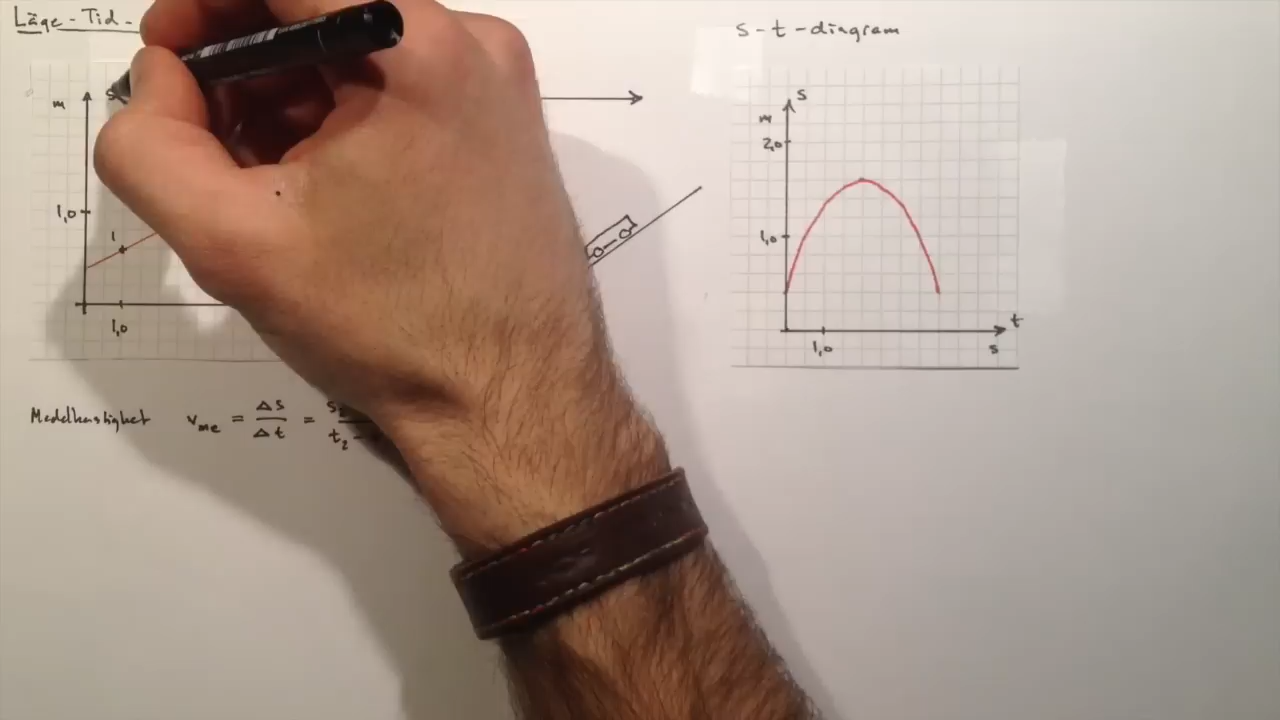 Läge-Tid-
m
s
1,0
1
1,0
Medelhastighet v_me = Δs/Δt = s₂ / t₂ -
s-t-diagram
s
m
2,0
1,0
1,0
s
t